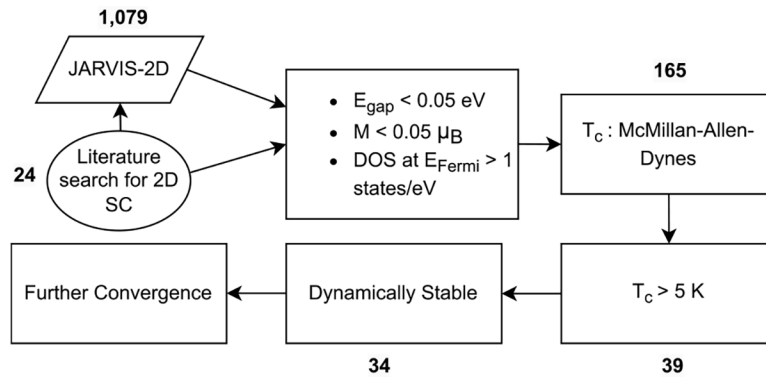 1,079
JARVIS-2D
24
Literature
search for 2D
SC
• E_gap < 0.05 eV
• M < 0.05 μ_B
• DOS at E_Fermi > 1
states/eV
165
T_c : McMillan-Allen-
Dynes
T_c > 5 K
39
Dynamically Stable
34
Further Convergence